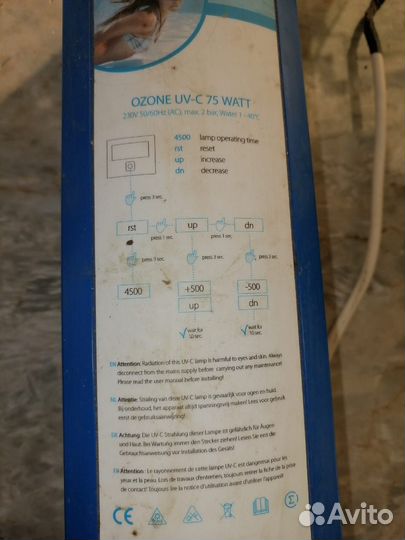 OZONE UV-C 75 WATT
230V 50/60Hz (AC), max. 2 bar, Water 1 - 40°C
4500 lamp operating time
rst reset
up increase
dn decrease
press 3 sec.
rst up dn
press 1 sec. press 1 sec.
press 3 sec. press 3 sec. press 3 sec.
4500 +500 -500
up dn
wait for 10 sec. wait for 10 sec.
EN Attention: Radiation of this UV-C lamp is harmful to eyes and skin. Always
disconnect from the mains supply before carrying out any maintenance!
Please read the user manual before installing!
NL Attentie: Straling van deze UV-C lamp is gevaarlijk voor ogen en huid.
Bij onderhoud, het apparaat altijd spanningsvrij maken! Lees voor gebruik
eerst de gebruiksaanwijzing!
GR Achtung: Die UV-C Strahlung dieser Lampe ist gefährlich für Augen
und Haut. Bei Wartung immer den Stecker ziehen! Lesen Sie erst die
Gebrauchsanweisung vor Installation des Gerätes!
Attention: Le rayonnement de cette lampe UV-C est dangereux pour les
yeux et la peau. Lors de travaux d'entretien, toujours retirer la fiche de la prise
de contact! Toujours lire la notice d'utilisation avant d'utiliser l'appareil!
CE
Avito